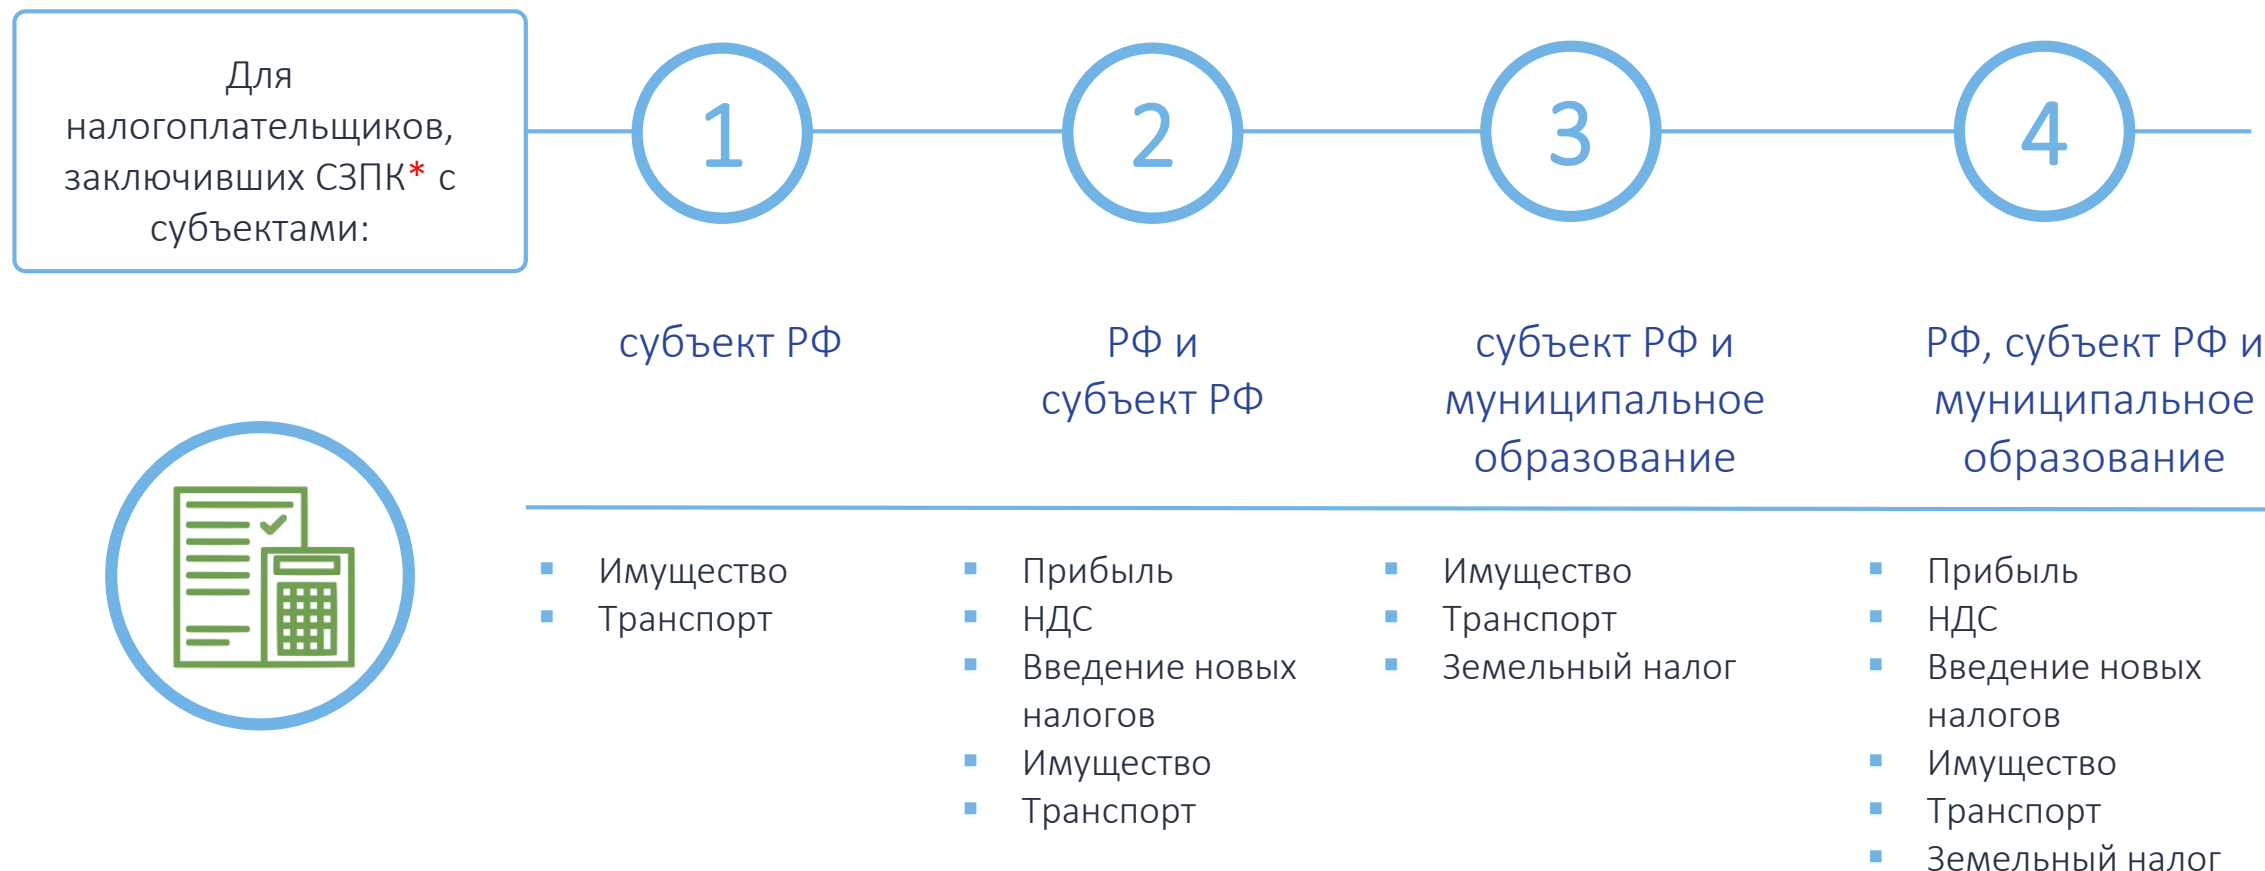 Для
налогоплательщиков,
заключивших СЗПК* с
субъектами:
1
2
3
4
субъект РФ
РФ и
субъект РФ
субъект РФ и
муниципальное
образование
РФ, субъект РФ и
муниципальное
образование
Имущество
Транспорт
Прибыль
НДС
Введение новых
налогов
Имущество
Транспорт
Имущество
Транспорт
Земельный налог
Прибыль
НДС
Введение новых
налогов
Имущество
Транспорт
Земельный налог